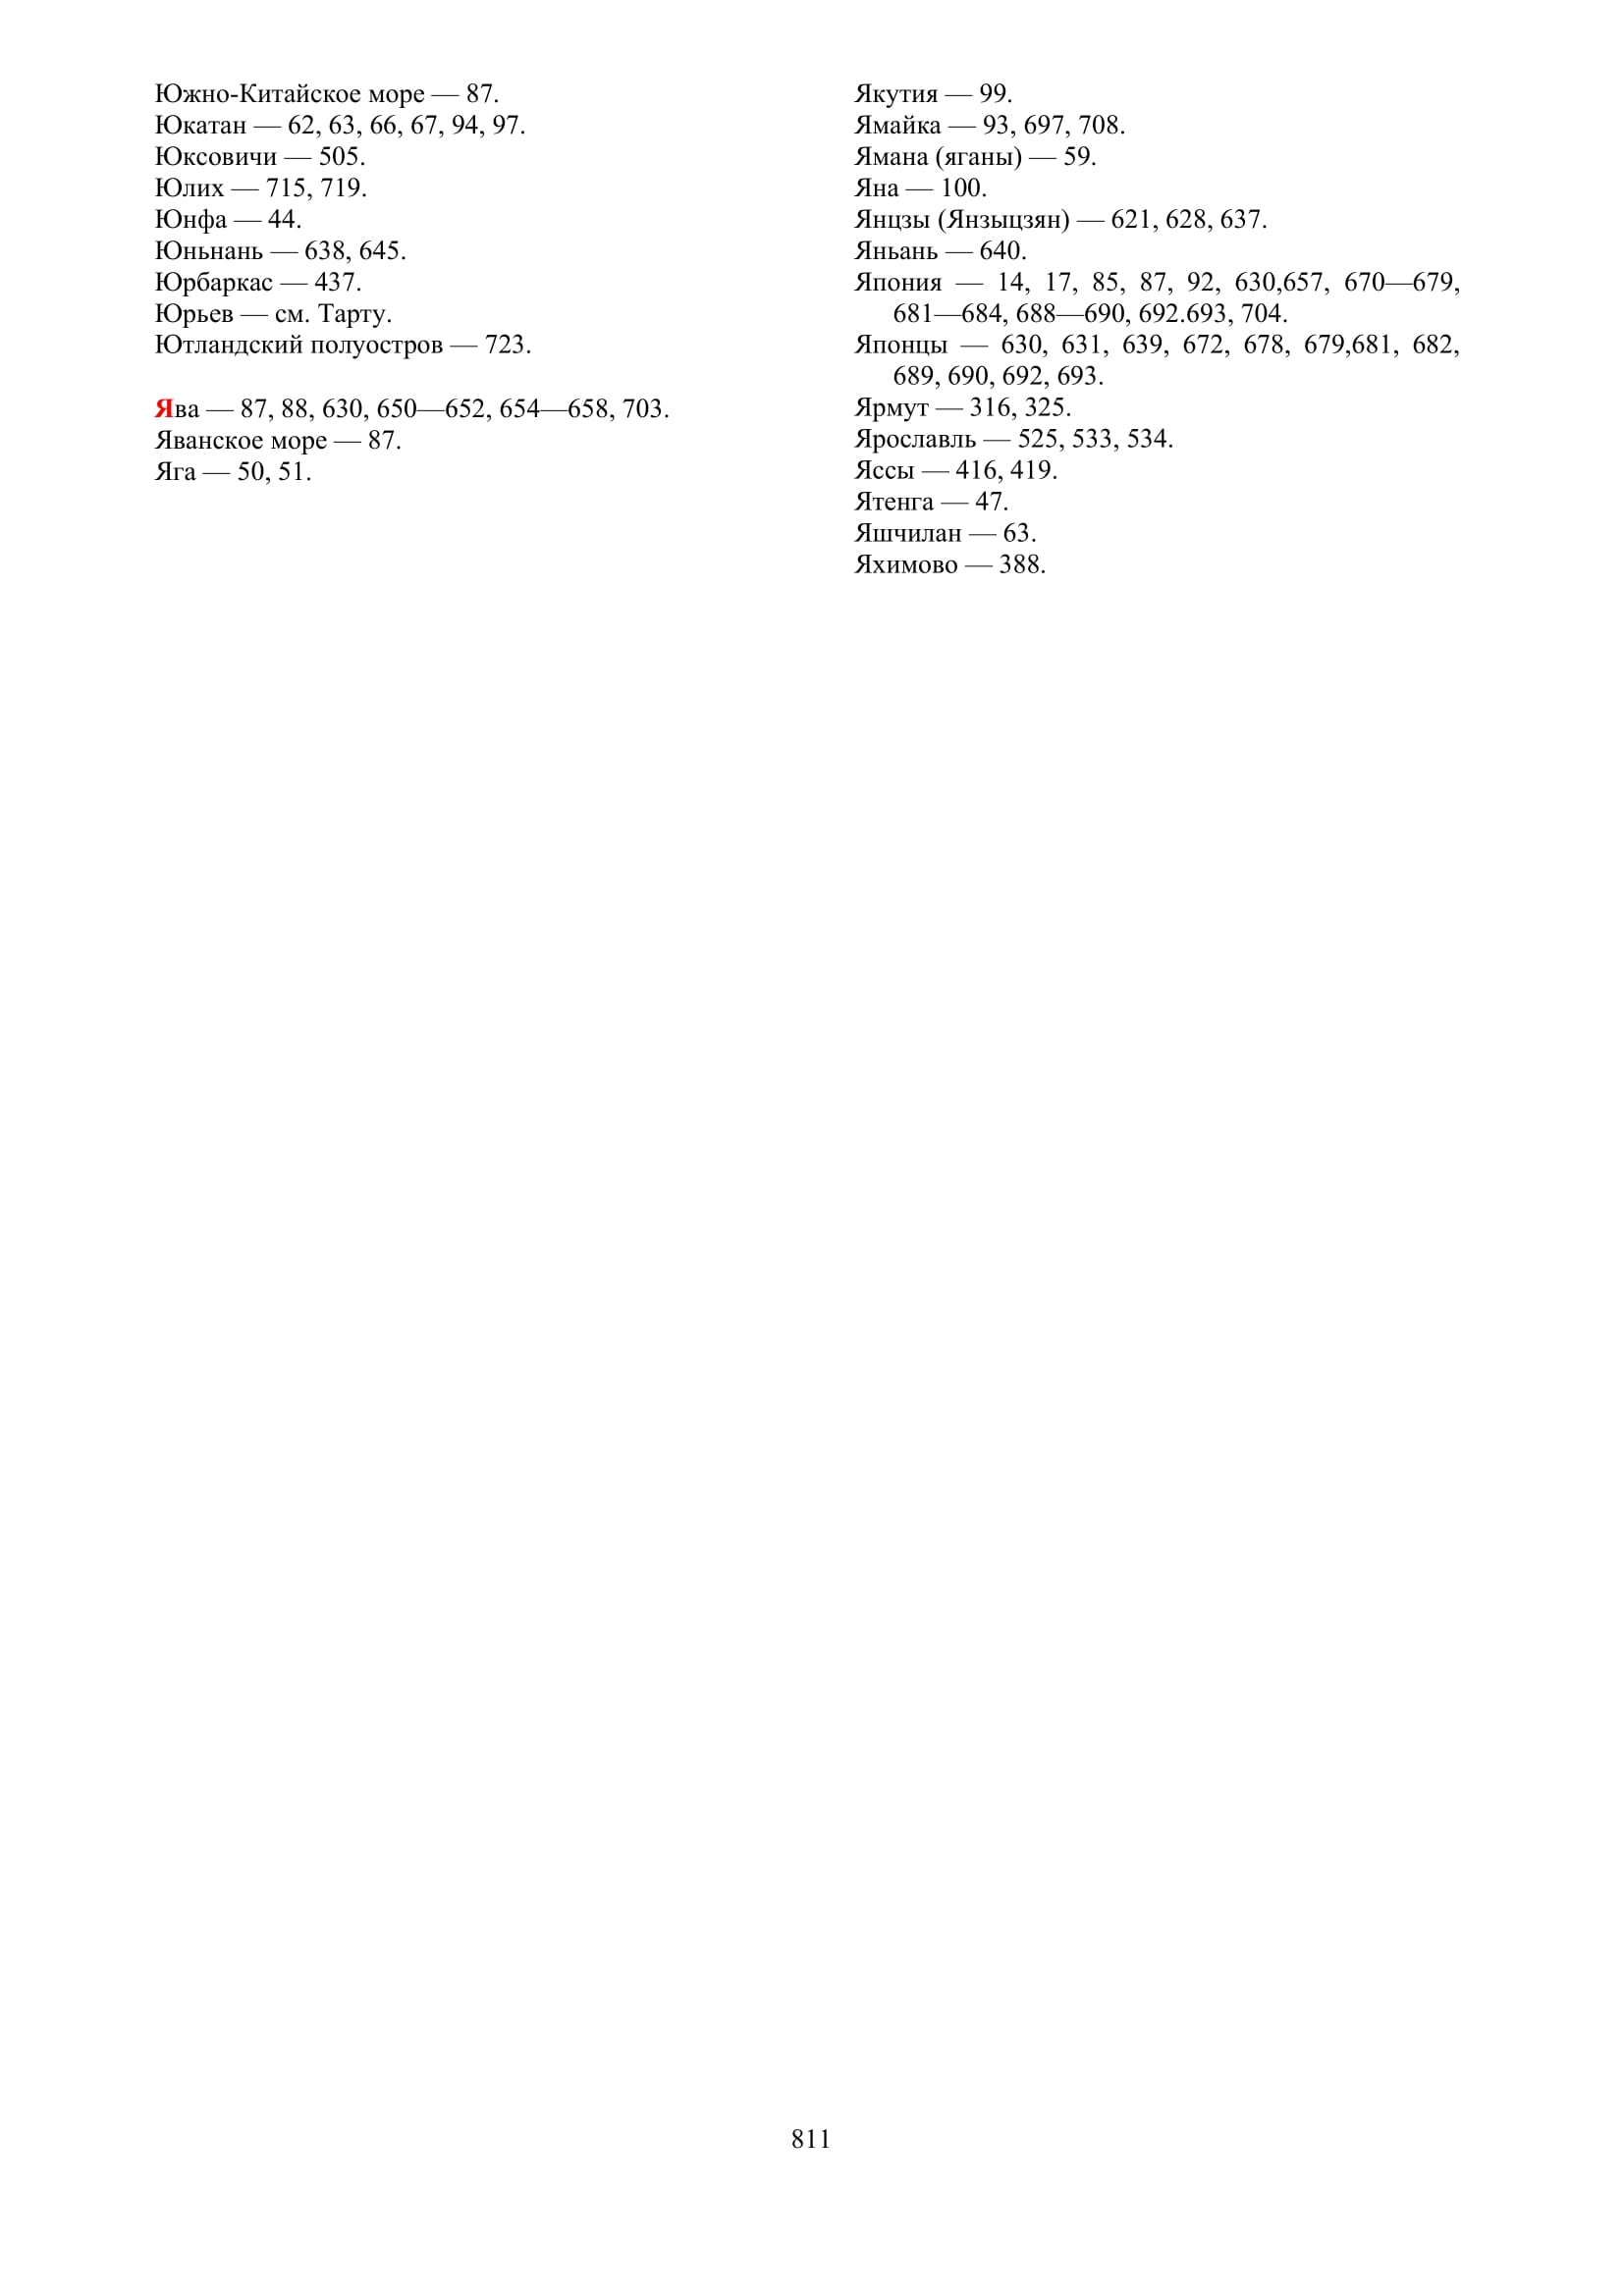 Южно-Китайское море — 87.
Юкатан — 62, 63, 66, 67, 94, 97.
Юксовичи — 505.
Юлих — 715, 719.
Юнфа — 44.
Юньнань — 638, 645.
Юрбаркас — 437.
Юрьев — см. Тарту.
Ютландский полуостров — 723.
Ява — 87, 88, 630, 650—652, 654—658, 703.
Яванское море — 87.
Яга — 50, 51.
Якутия — 99.
Ямайка — 93, 697, 708.
Ямана (яганы) — 59.
Яна — 100.
Янцзы (Янзыцзян) — 621, 628, 637.
Яньань — 640.
Япония — 14, 17, 85, 87, 92, 630,657, 670—679,
681—684, 688—690, 692.693, 704.
Японцы — 630, 631, 639, 672, 678, 679,681, 682,
689, 690, 692, 693.
Ярмут — 316, 325.
Ярославль — 525, 533, 534.
Яссы — 416, 419.
Ятенга — 47.
Яшчилан — 63.
Яхимово — 388.
811